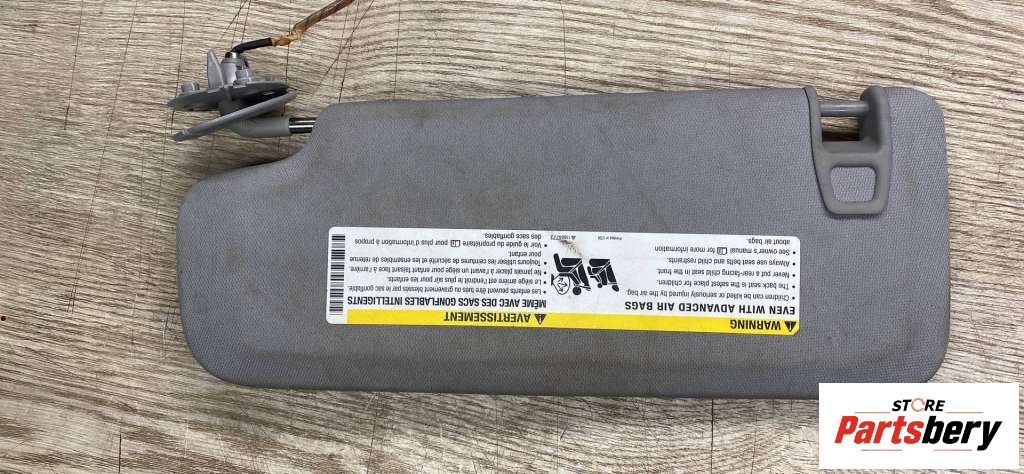 WARNING
EVEN WITH ADVANCED AIR BAGS
• Children can be killed or seriously injured by the air bag.
• The back seat is the safest place for children.
• Never put a rear-facing child seat in the front.
• Always use seat belts and child restraints.
• See owner's manual for more information
about air bags.
Printed in USA
AVERTISSEMENT
MÊME AVEC DES SACS GONFLABLES INTELLIGENTS
• Les enfants peuvent être tués ou gravement blessés par le sac gonflable.
• Le siège arrière est l'endroit le plus sûr pour les enfants.
• Ne jamais placer à l'avant un siège pour enfant faisant face à l'arrière.
• Toujours utiliser les ceintures de sécurité et les ensembles de retenue
pour enfant.
• Voir le guide du propriétaire pour plus d'information à propos
des sacs gonflables.
STORE
Partsbery